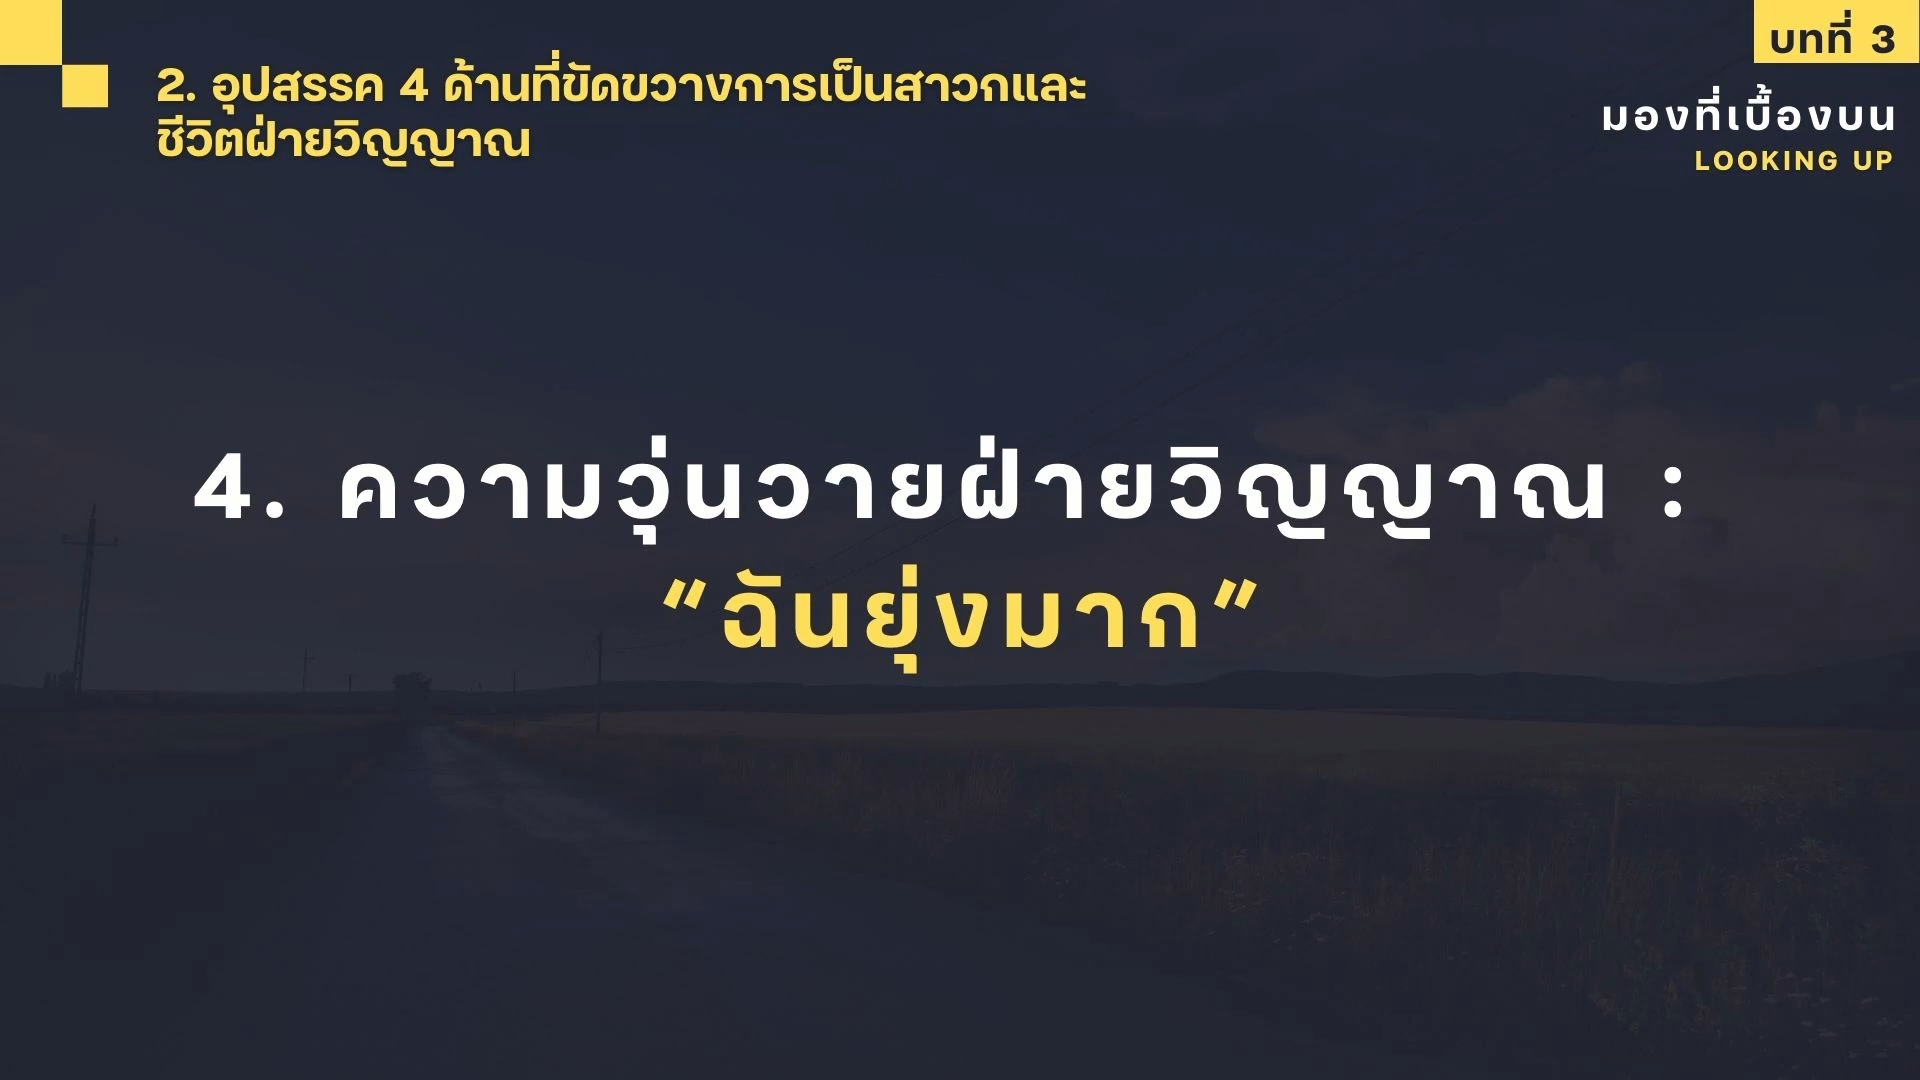 บทที่ 3
มองที่เบื้องบน
LOOKING UP
2. อุปสรรค 4 ด้านที่ขัดขวางการเป็นสาวกและ
ชีวิตฝ่ายวิญญาณ
4. ความวุ่นวายฝ่ายวิญญาณ :
“ฉันยุ่งมาก”